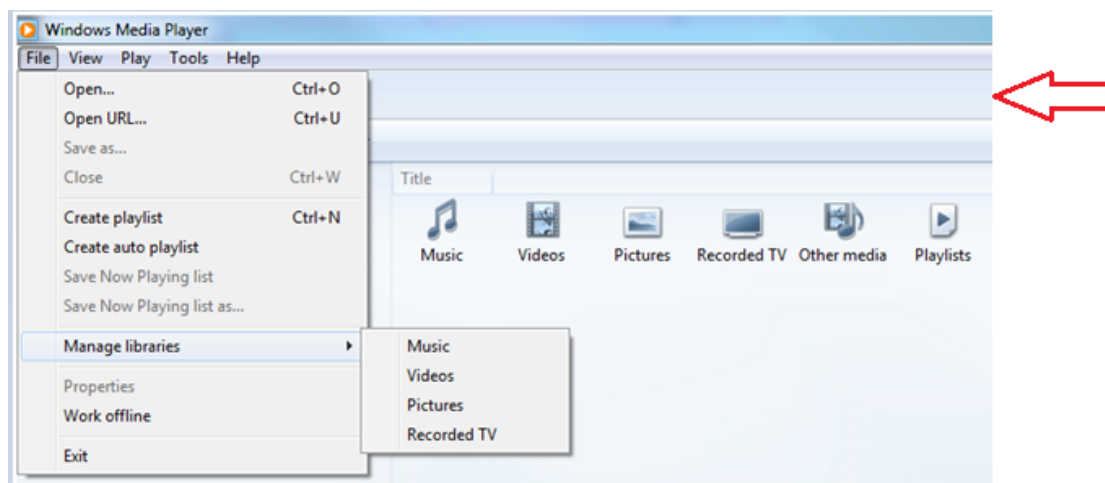 Windows Media Player
File View Play Tools Help
Open... Ctrl+O
Open URL... Ctrl+U
Save as...
Close Ctrl+W
Create playlist Ctrl+N
Create auto playlist
Save Now Playing list
Save Now Playing list as...
Manage libraries
Properties
Work offline
Exit
Music
Videos
Pictures
Recorded TV
Title
Music Videos Pictures Recorded TV Other media Playlists